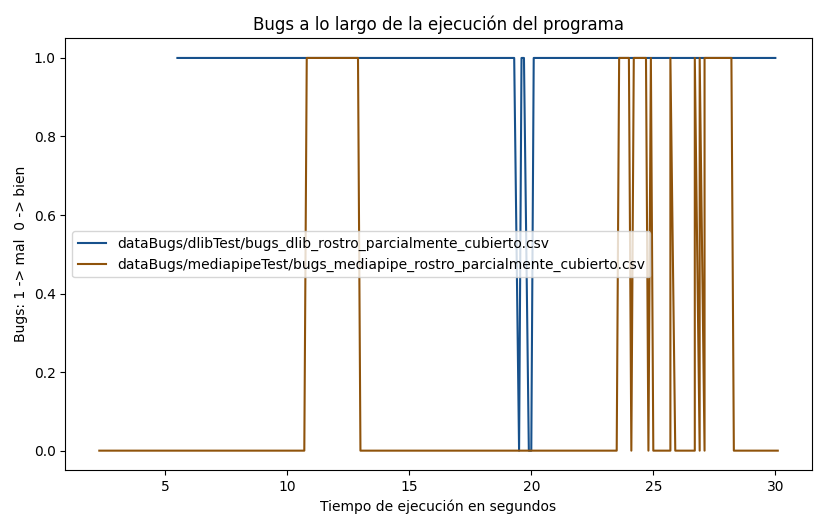 Bugs a lo largo de la ejecución del programa
Bugs: 1 -> mal  0 -> bien
1.0
0.8
0.6
0.4
0.2
0.0
dataBugs/dlibTest/bugs_dlib_rostro_parcialmente_cubierto.csv
dataBugs/mediapipeTest/bugs_mediapipe_rostro_parcialmente_cubierto.csv
5 10 15 20 25 30
Tiempo de ejecución en segundos